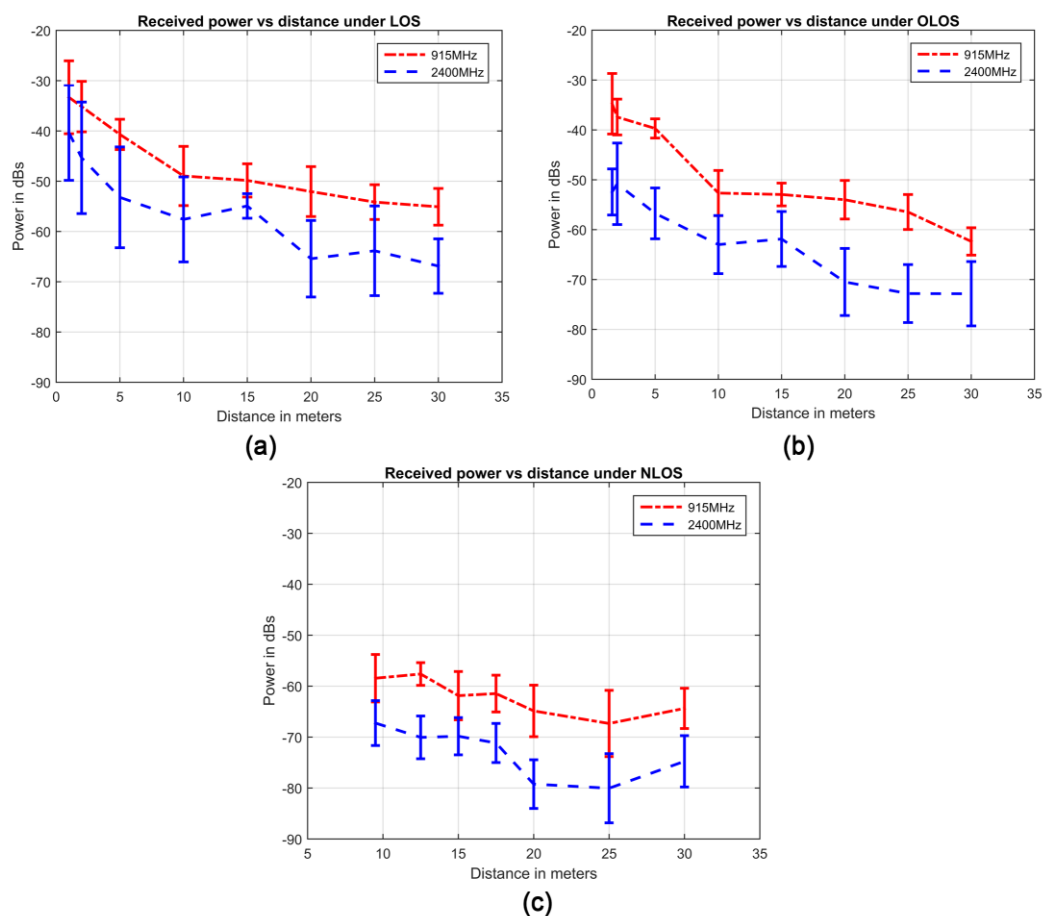 Received power vs distance under LOS
-20
-30
-40
-50
-60
-70
-80
-90
Power in dBs
0 5 10 15 20 25 30 35
Distance in meters
915MHz
2400MHz
(a)
Received power vs distance under OLOS
-20
-30
-40
-50
-60
-70
-80
-90
Power in dBs
0 5 10 15 20 25 30 35
Distance in meters
915MHz
2400MHz
(b)
Received power vs distance under NLOS
-20
-30
-40
-50
-60
-70
-80
-90
Power in dBs
5 10 15 20 25 30 35
Distance in meters
915MHz
2400MHz
(c)